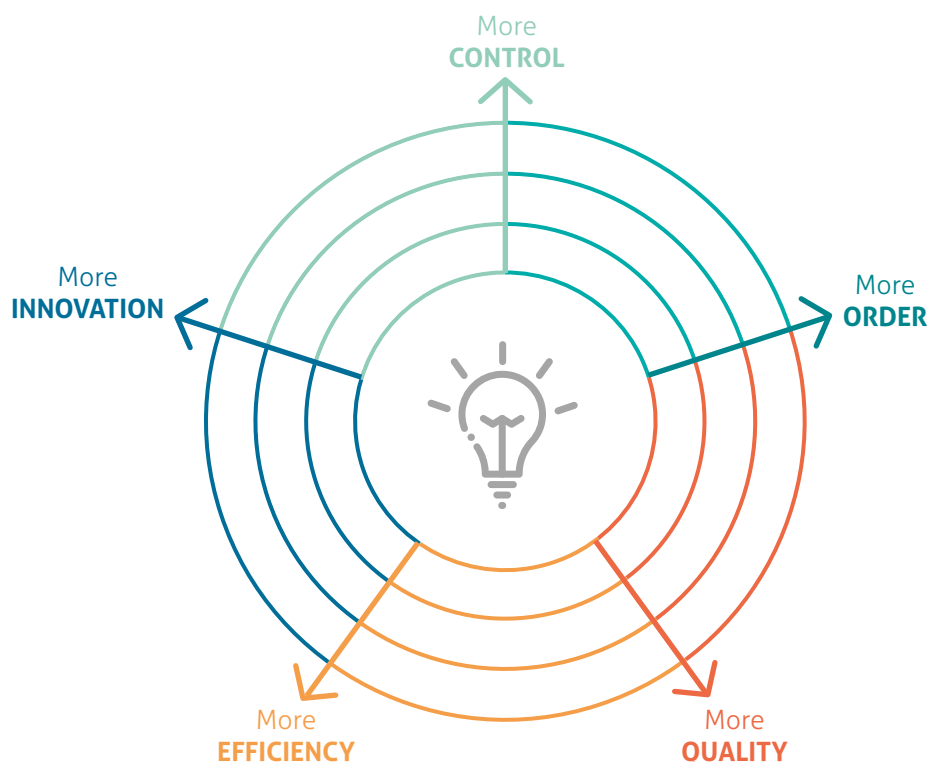 More
CONTROL
More
INNOVATION
More
ORDER
More
EFFICIENCY
More
QUALITY